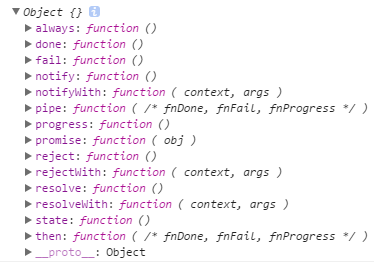 ▼Object {} i
▶always: function ()
▶done: function ()
▶fail: function ()
▶notify: function ()
▶notifyWith: function ( context, args )
▶pipe: function ( /* fnDone, fnFail, fnProgress */ )
▶progress: function ()
▶promise: function ( obj )
▶reject: function ()
▶rejectWith: function ( context, args )
▶resolve: function ()
▶resolveWith: function ( context, args )
▶state: function ()
▶then: function ( /* fnDone, fnFail, fnProgress */ )
▶__proto__: Object